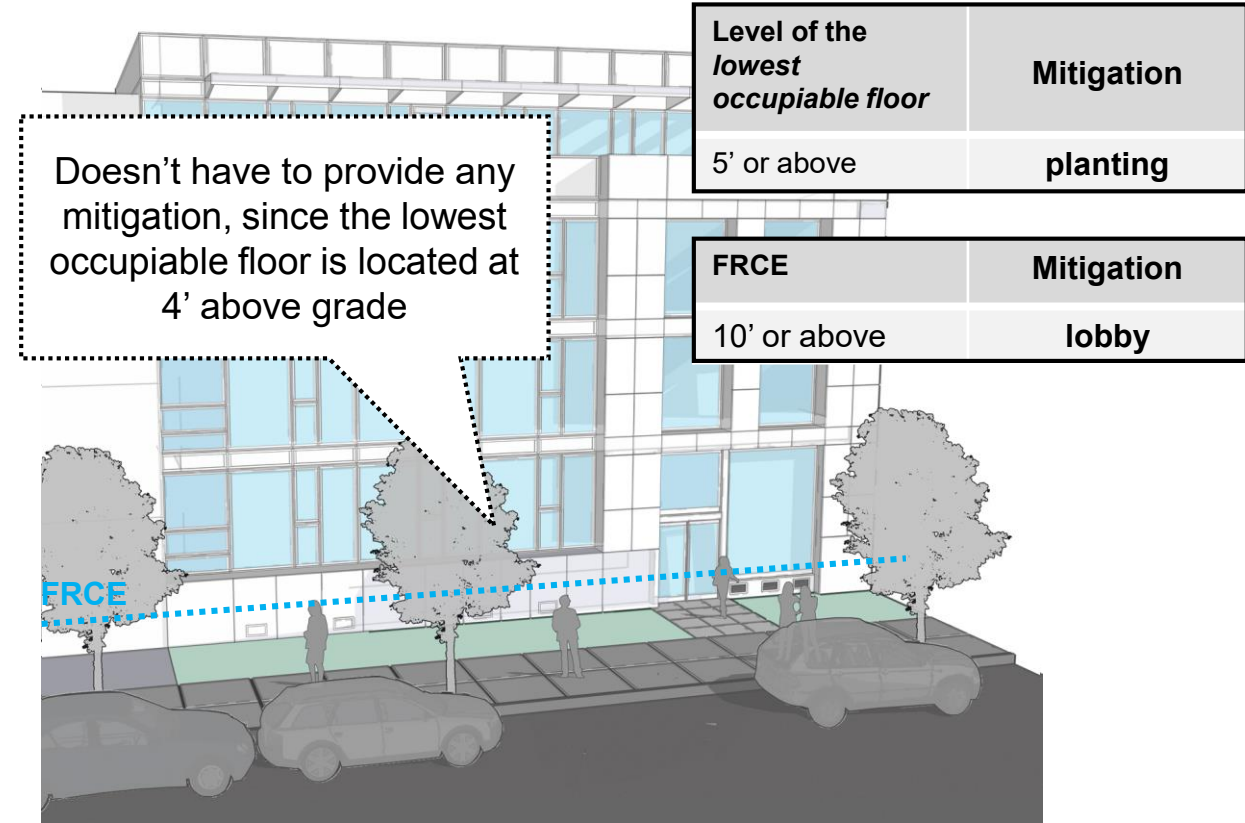 Level of the
lowest
occupiable floor
Mitigation
5’ or above
planting
FRCE
Mitigation
10’ or above
lobby
Doesn’t have to provide any
mitigation, since the lowest
occupiable floor is located at
4’ above grade
FRCE